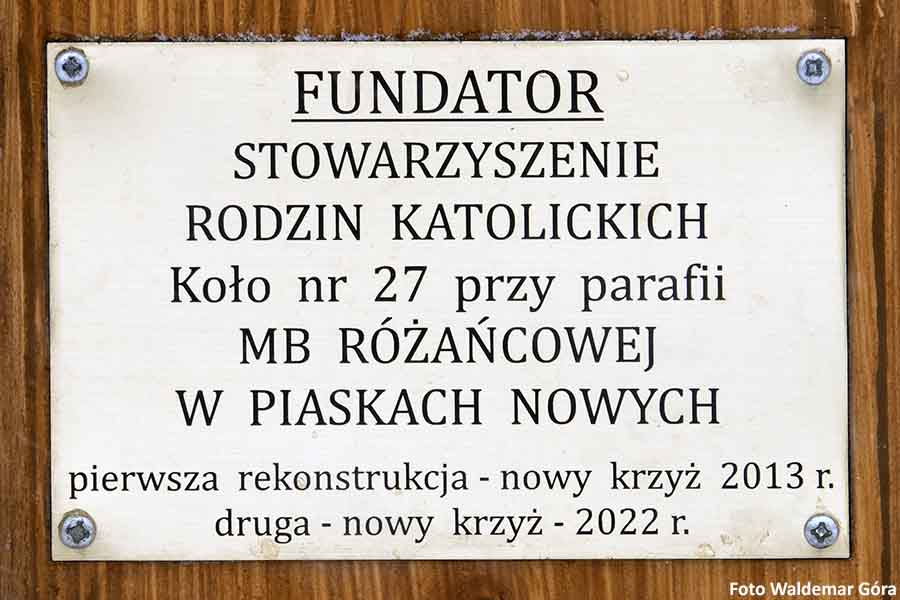 FUNDATOR
STOWARZYSZENIE
RODZIN KATOLICKICH
Koło nr 27 przy parafii
MB RÓŻAŃCOWEJ
W PIASKACH NOWYCH
pierwsza rekonstrukcja - nowy krzyż 2013 r.
druga - nowy krzyż - 2022 r.
Foto Waldemar Góra